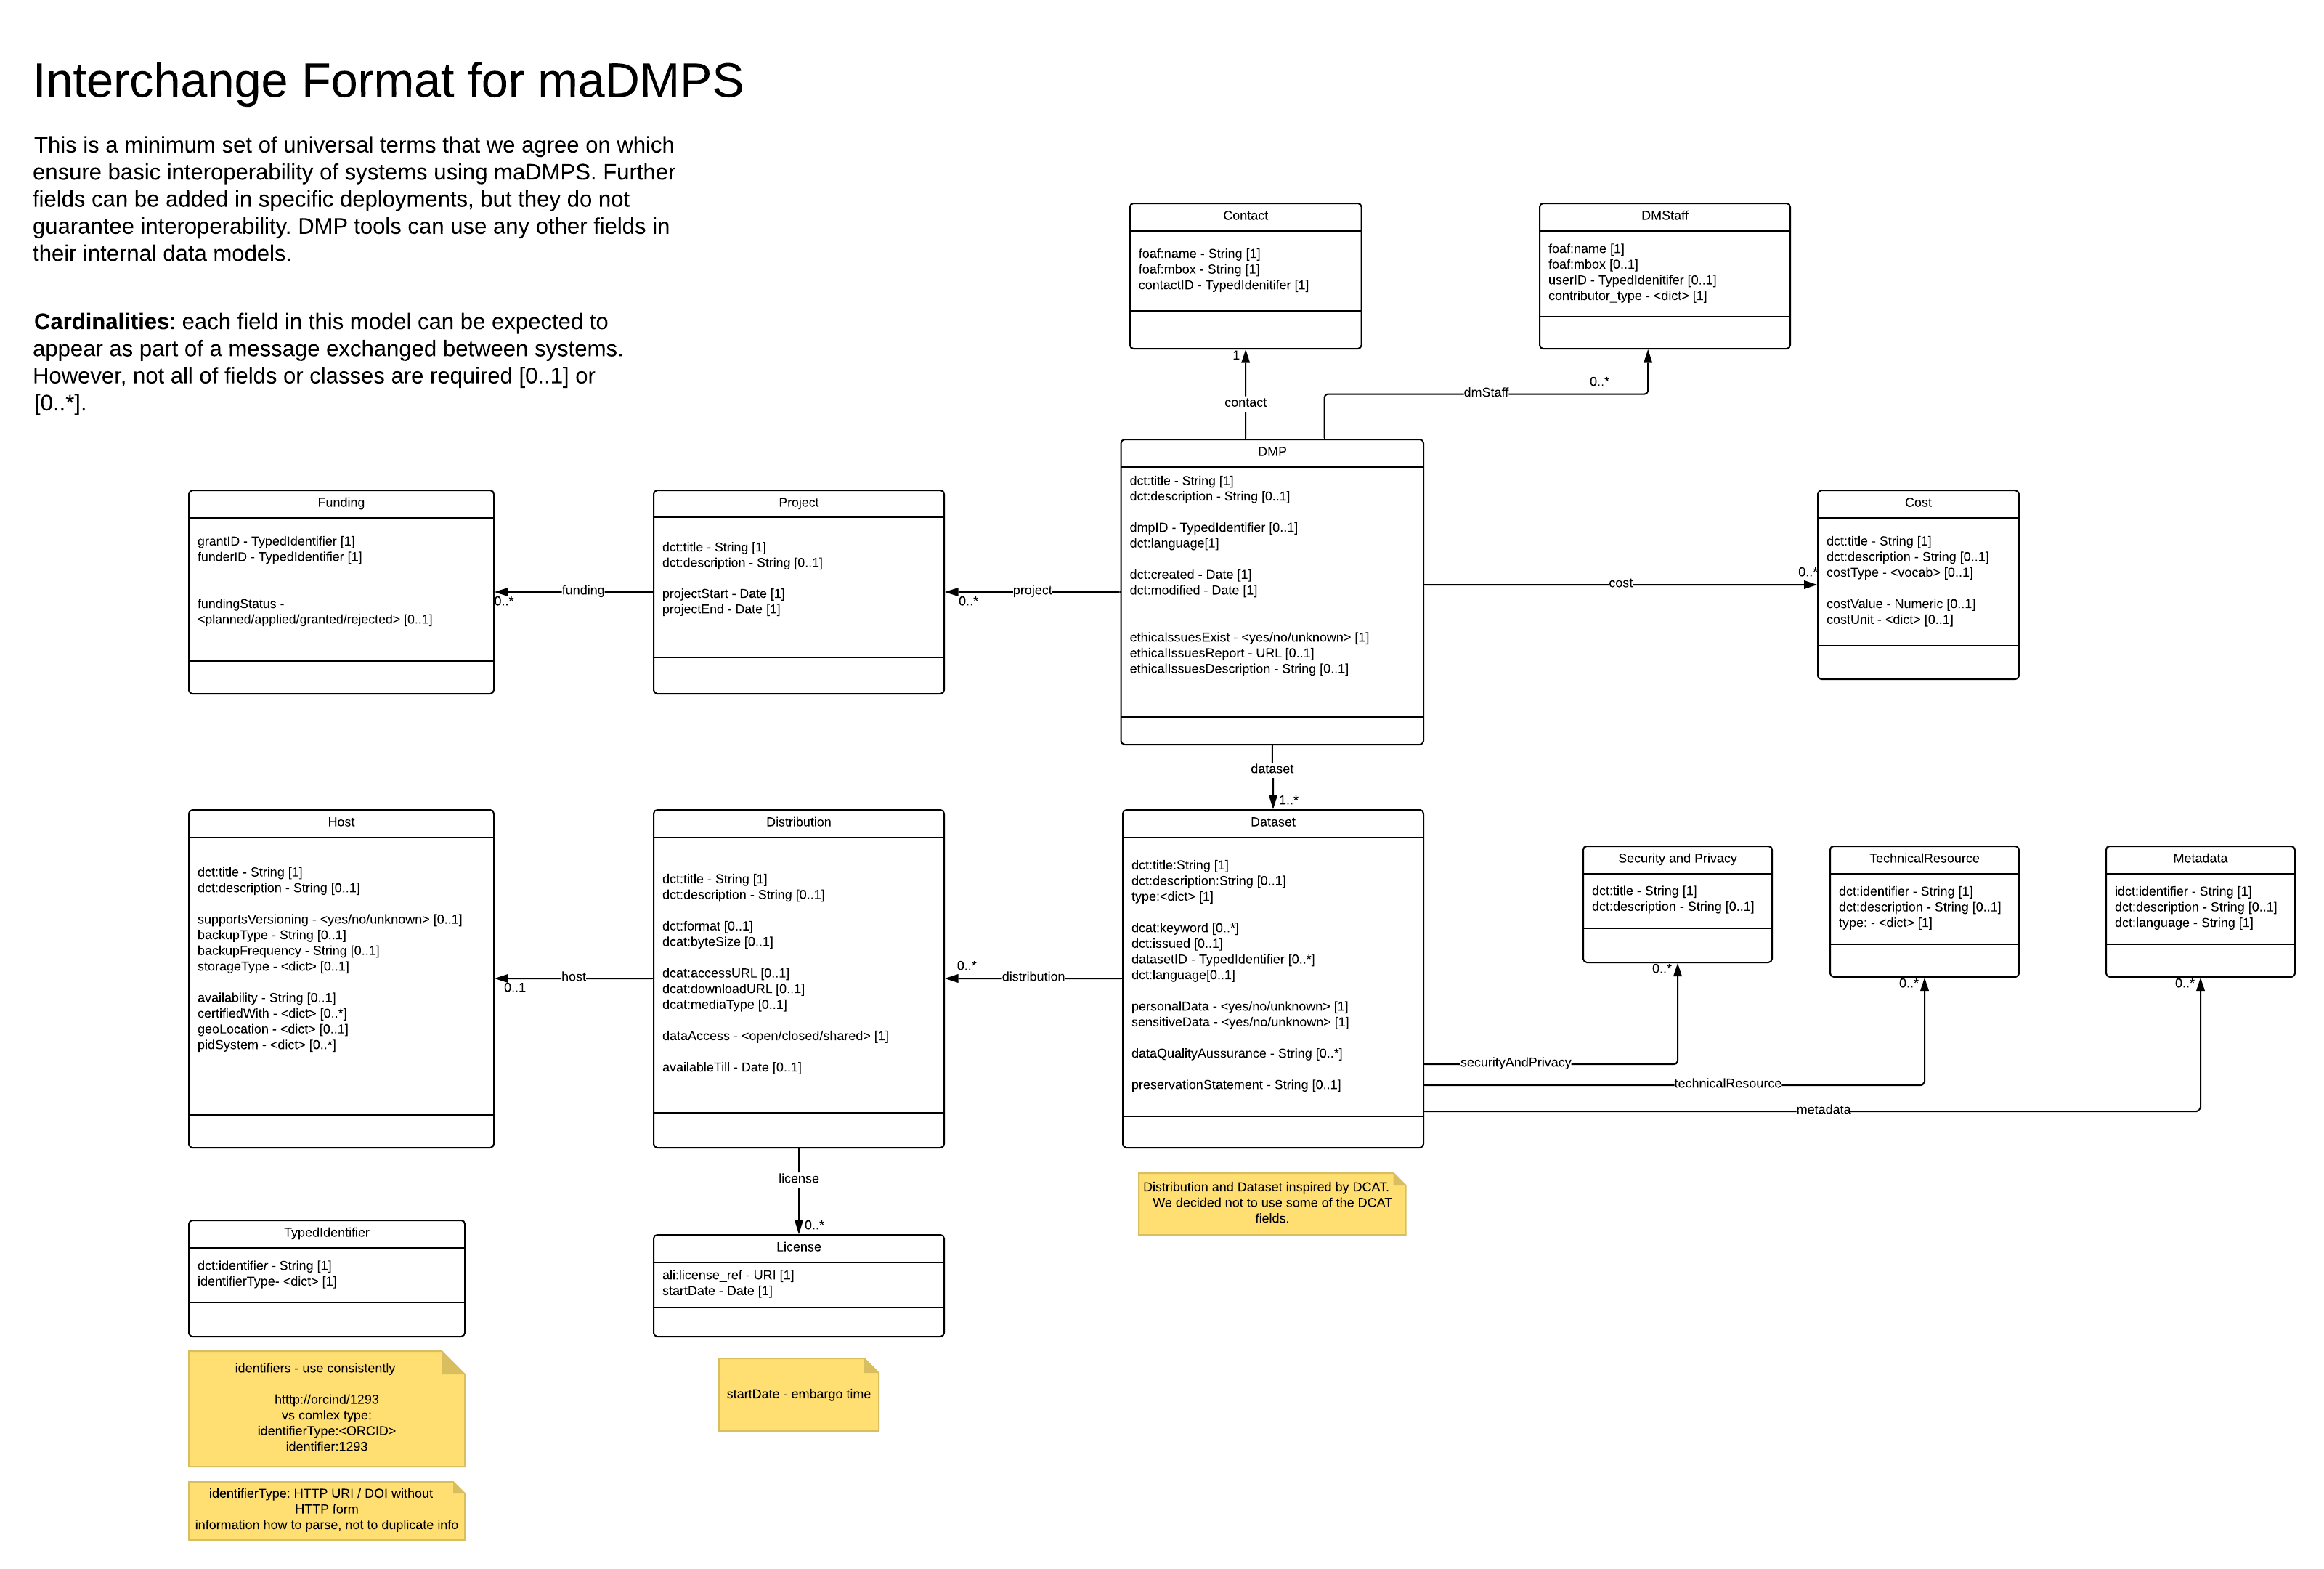 Interchange Format for maDMPS
This is a minimum set of universal terms that we agree on which
ensure basic interoperability of systems using maDMPS. Further
fields can be added in specific deployments, but they do not
guarantee interoperability. DMP tools can use any other fields in
their internal data models.
Cardinalities: each field in this model can be expected to
appear as part of a message exchanged between systems.
However, not all of fields or classes are required [0..1] or
[0..*].
Contact
foaf:name - String [1]
foaf:mbox - String [1]
contactID - TypedIdenitifer [1]
DMStaff
foaf:name [1]
foaf:mbox [0..1]
userID - TypedIdenitifer [0..1]
contributor_type - <dict> [1]
1
contact
dmStaff
0..*
DMP
dct:title - String [1]
dct:description - String [0..1]
dmpID - TypedIdentifier [0..1]
dct:language[1]
dct:created - Date [1]
dct:modified - Date [1]
ethicalssuesExist - <yes/no/unknown> [1]
ethicalIssuesReport - URL [0..1]
ethicalIssuesDescription - String [0..1]
Funding
grantID - TypedIdentifier [1]
funderID - TypedIdentifier [1]
fundingStatus -
<planned/applied/granted/rejected> [0..1]
0..*
funding
Project
dct:title - String [1]
dct:description - String [0..1]
projectStart - Date [1]
projectEnd - Date [1]
0..*
project
cost
0..*
Cost
dct:title - String [1]
dct:description - String [0..1]
costType - <vocab> [0..1]
costValue - Numeric [0..1]
costUnit - <dict> [0..1]
dataset
1..*
Host
dct:title - String [1]
dct:description - String [0..1]
supportsVersioning - <yes/no/unknown> [0..1]
backupType - String [0..1]
backupFrequency - String [0..1]
storageType - <dict> [0..1]
availability - String [0..1]
certifiedWith - <dict> [0..*]
geoLocation - <dict> [0..1]
pidSystem - <dict> [0..*]
0..1
host
Distribution
dct:title - String [1]
dct:description - String [0..1]
dct:format [0..1]
dcat:byteSize [0..1]
dcat:accessURL [0..1]
dcat:downloadURL [0..1]
dcat:mediaType [0..1]
dataAccess - <open/closed/shared> [1]
availableTill - Date [0..1]
0..*
distribution
Dataset
dct:title:String [1]
dct:description:String [0..1]
type:<dict> [1]
dcat:keyword [0..*]
dct:issued [0..1]
datasetID - TypedIdentifier [0..*]
dct:language[0..1]
personalData - <yes/no/unknown> [1]
sensitiveData - <yes/no/unknown> [1]
dataQualityAussurance - String [0..*]
preservationStatement - String [0..1]
Security and Privacy
dct:title - String [1]
dct:description - String [0..1]
0..*
securityAndPrivacy
TechnicalResource
dct:identifier - String [1]
dct:description - String [0..1]
type: - <dict> [1]
0..*
technicalResource
Metadata
idct:identifier - String [1]
dct:description - String [0..1]
dct:language - String [1]
0..*
metadata
license
0..*
Distribution and Dataset inspired by DCAT.
We decided not to use some of the DCAT
fields.
TypedIdentifier
dct:identifier - String [1]
identifierType- <dict> [1]
License
ali:license_ref - URI [1]
startDate - Date [1]
identifiers - use consistently
htttp://orcind/1293
vs comlex type:
identifierType:<ORCID>
identifier:1293
startDate - embargo time
identifierType: HTTP URI / DOI without
HTTP form
information how to parse, not to duplicate info